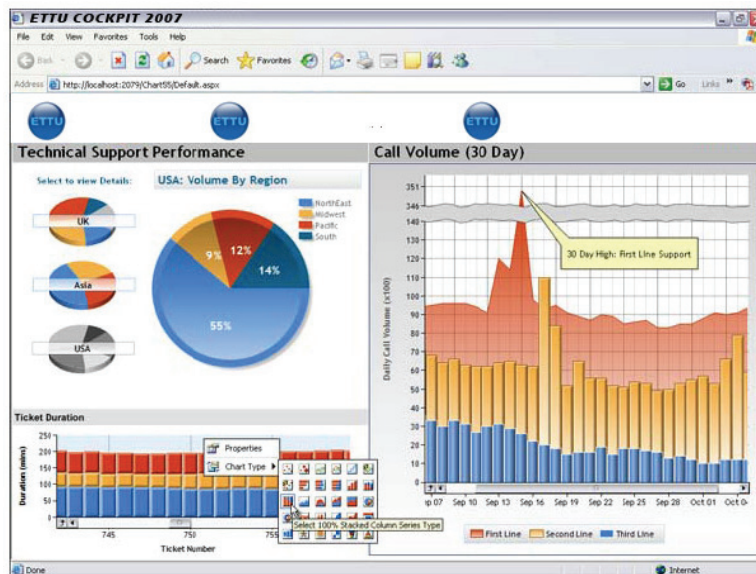 ETTU COCKPIT 2007
File Edit View Favorites Tools Help
Back Search Favorites
Address http://localhost:2079/Chart55/Default.aspx Go Links
ETTU ETTU ETTU
Technical Support Performance
Select to view Details:
UK
Asia
USA
USA: Volume By Region
NorthEast
Midwest
Pacific
South
9%
12%
14%
55%
Ticket Duration
Duration (mins)
250
200
150
100
50
0
745 750 755
Ticket Number
Properties
Chart Type
Select 100% Stacked Column Series Type
Call Volume (30 Day)
Daily Call Volume (x100)
351
346
140
130
120
110
100
90
80
70
60
50
40
30
20
10
0
30 Day High: First Line Support
ep 07 Sep 10 Sep 13 Sep 16 Sep 19 Sep 22 Sep 25 Sep 28 Oct 01 Oct 0
First Line Second Line Third Line
Done Internet